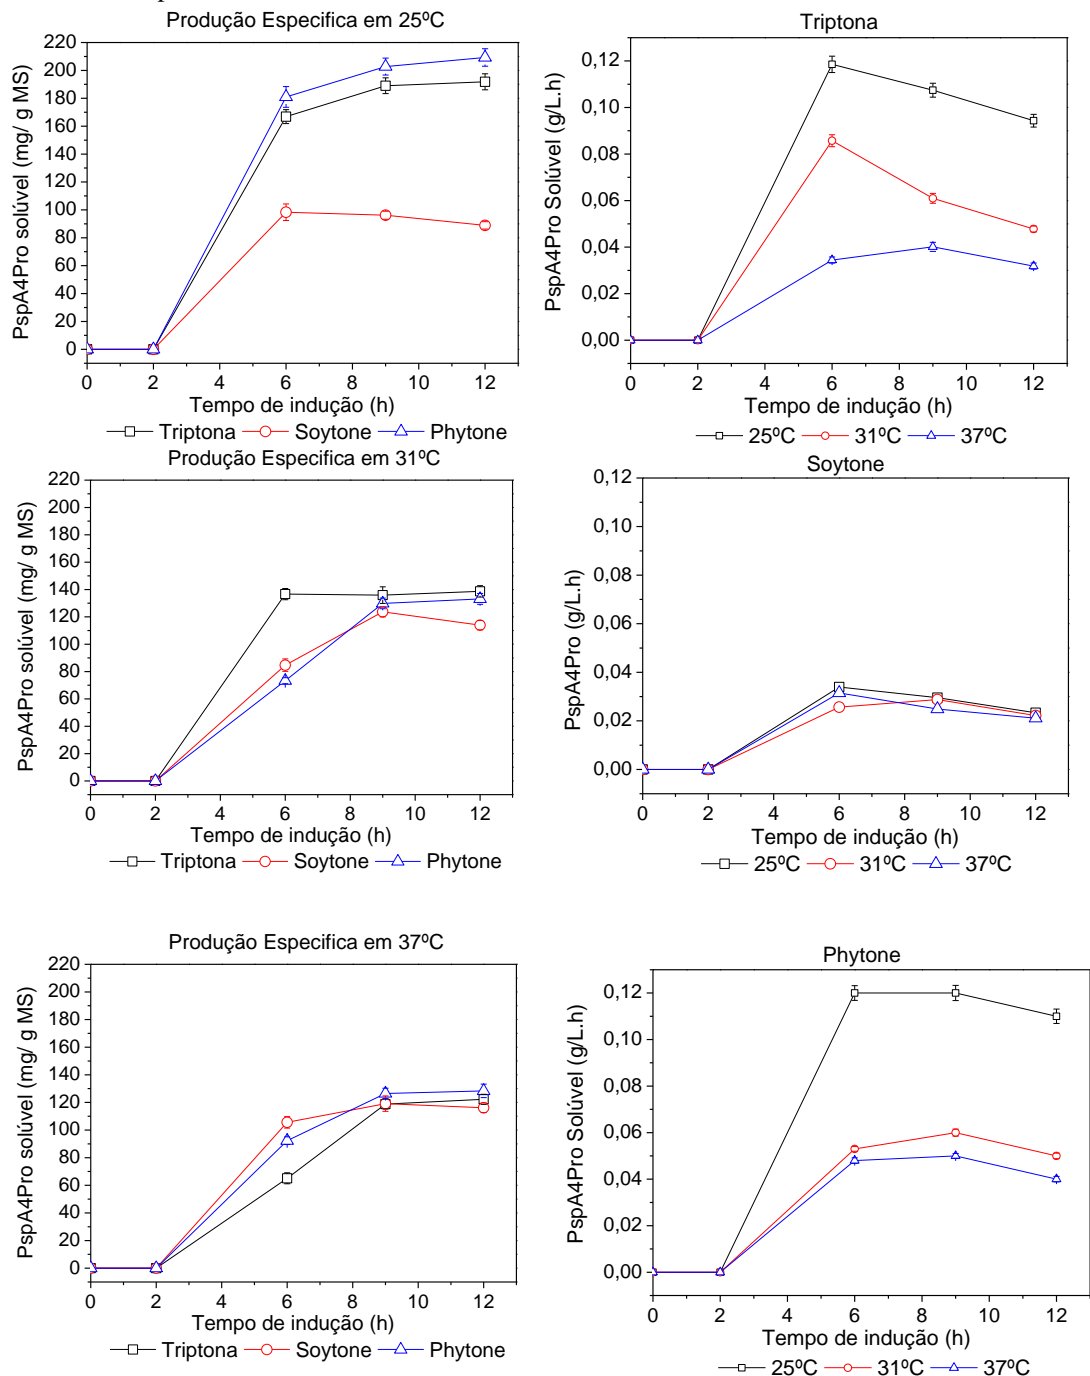 Produção Especifica em 25ºC
PspA4Pro solúvel (mg/ g MS)
220
200
180
160
140
120
100
80
60
40
20
0
0 2 4 6 8 10 12
Tempo de indução (h)
Triptona Soytone Phytone
Triptona
PspA4Pro Solúvel (g/L.h)
0,12
0,10
0,08
0,06
0,04
0,02
0,00
0 2 4 6 8 10 12
Tempo de indução (h)
25ºC 31ºC 37ºC
Produção Especifica em 31ºC
PspA4Pro solúvel (mg/ g MS)
220
200
180
160
140
120
100
80
60
40
20
0
0 2 4 6 8 10 12
Tempo de indução (h)
Triptona Soytone Phytone
Soytone
PspA4Pro (g/L.h)
0,12
0,10
0,08
0,06
0,04
0,02
0,00
0 2 4 6 8 10 12
Tempo de indução (h)
25ºC 31ºC 37ºC
Produção Especifica em 37ºC
PspA4Pro solúvel (mg/ g MS)
220
200
180
160
140
120
100
80
60
40
20
0
0 2 4 6 8 10 12
Tempo de indução (h)
Triptona Soytone Phytone
Phytone
PspA4Pro Solúvel (g/L.h)
0,12
0,10
0,08
0,06
0,04
0,02
0,00
0 2 4 6 8 10 12
Tempo de indução (h)
25ºC 31ºC 37ºC